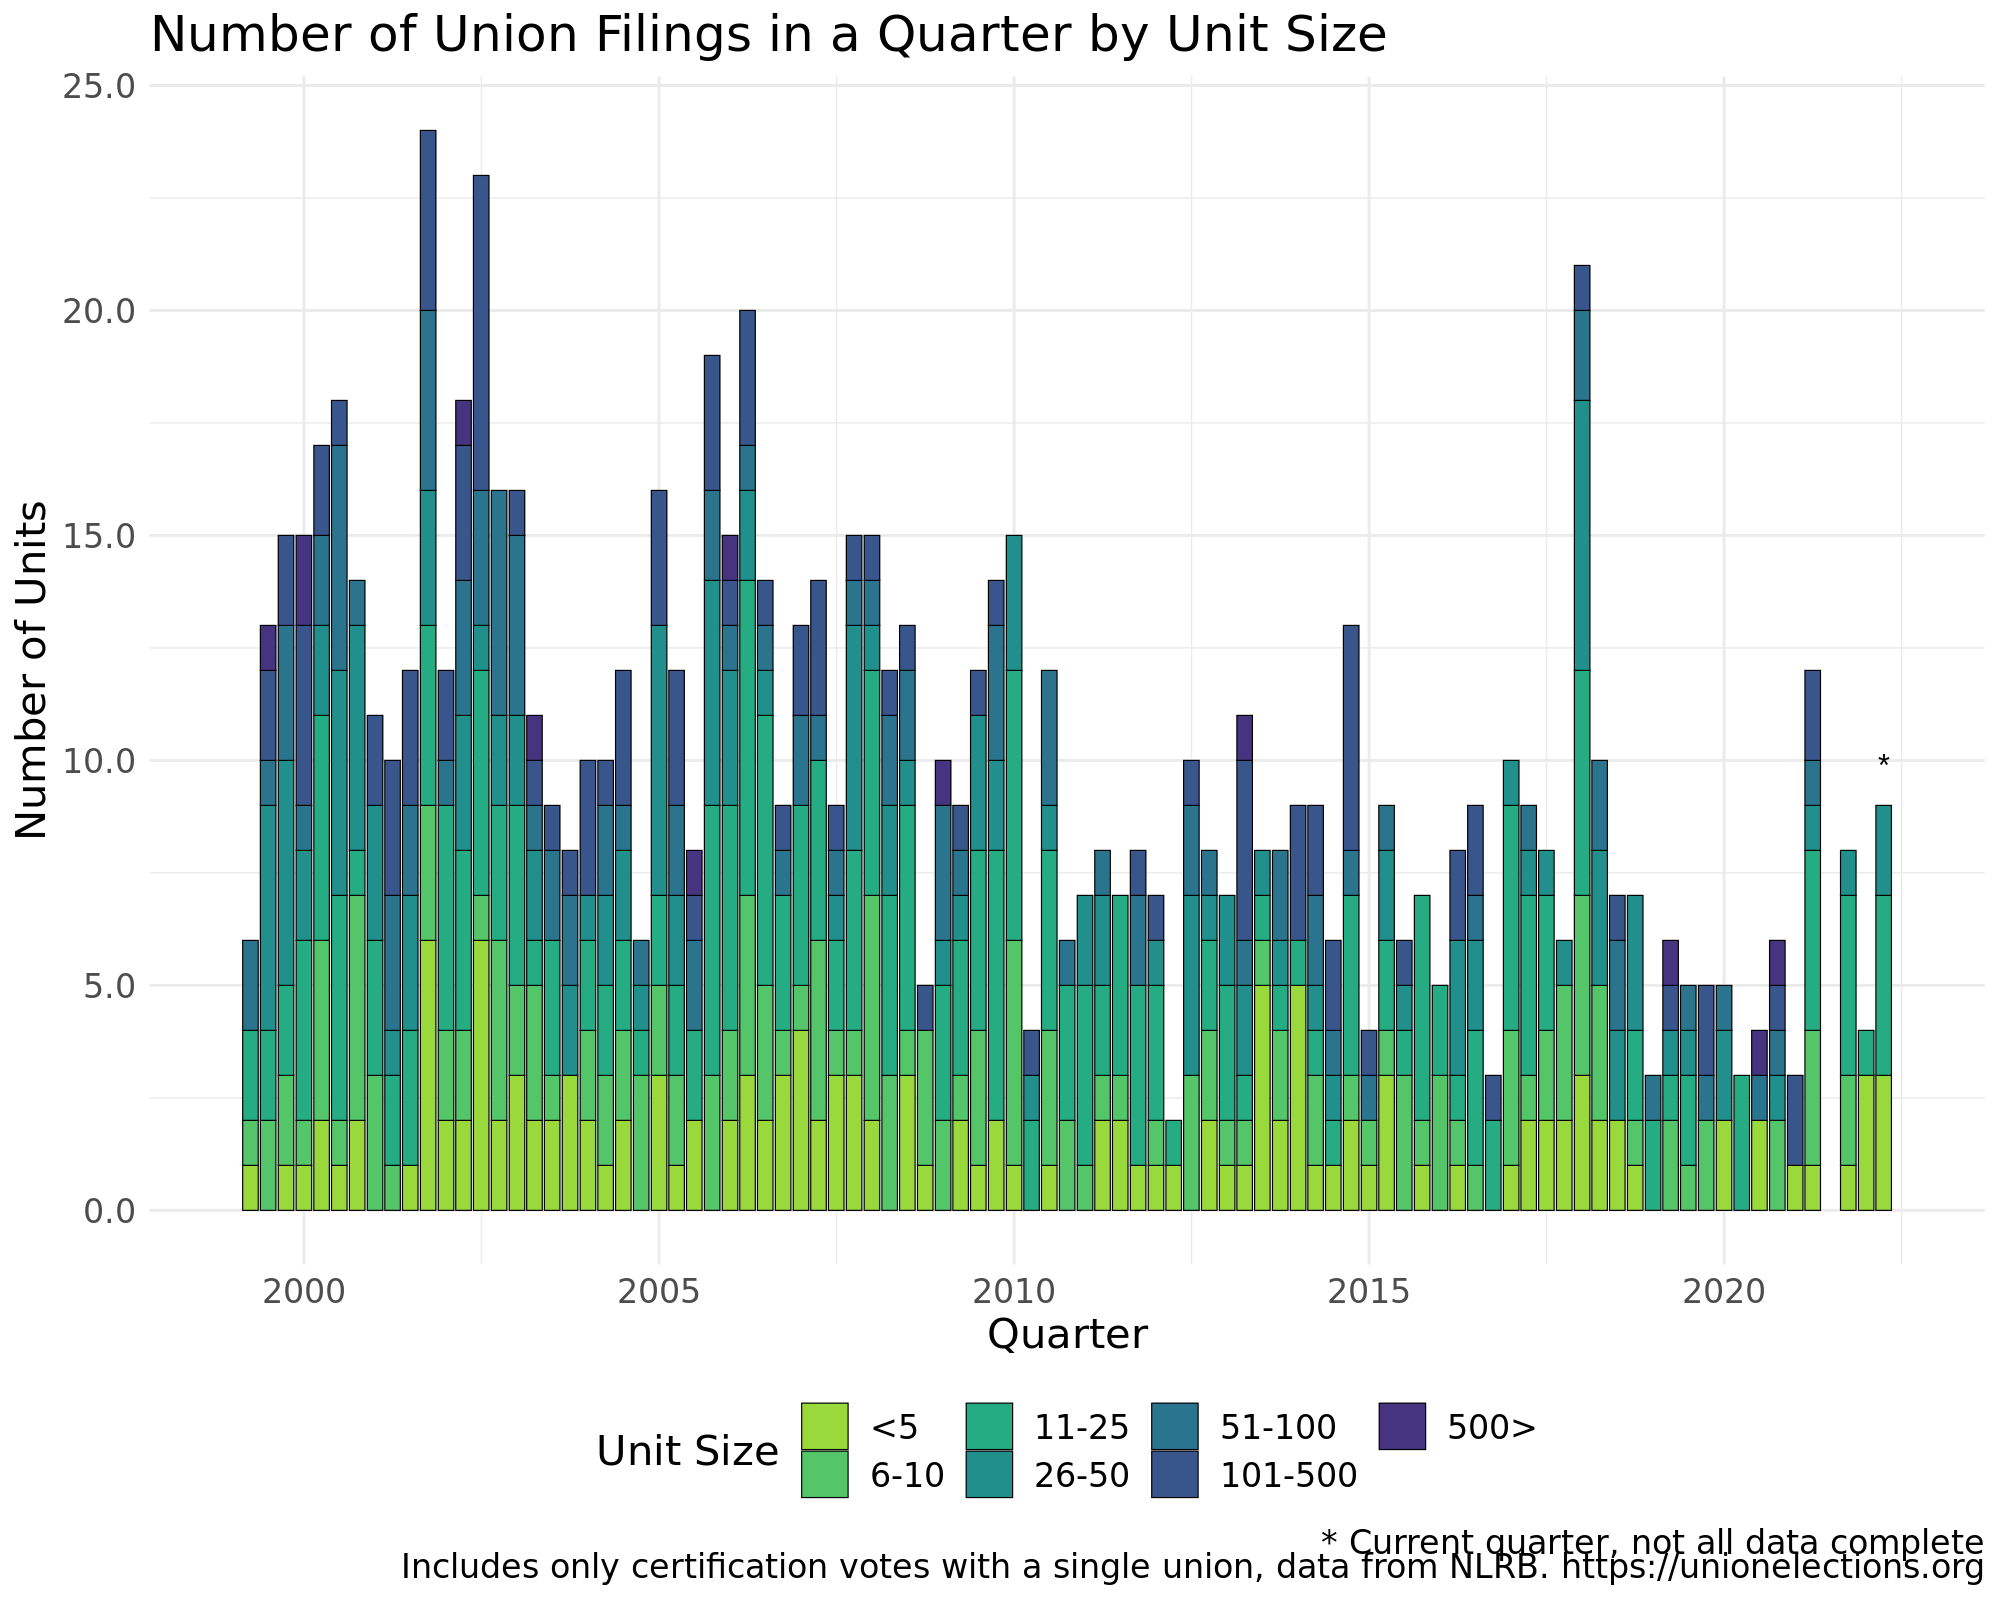 Number of Union Filings in a Quarter by Unit Size
Number of Units
25.0
20.0
15.0
10.0
5.0
0.0
*
2000 2005 2010 2015 2020
Quarter
Unit Size
<5 11-25 51-100 500>
6-10 26-50 101-500
* Current quarter, not all data complete
Includes only certification votes with a single union, data from NLRB. https://unionelections.org